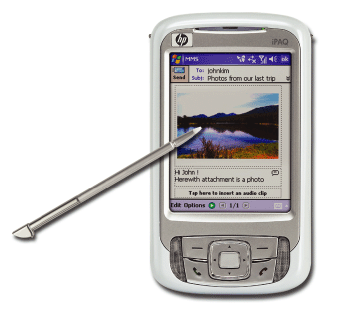 hp
iPAQ
MMS ok
Send To: johnkim
Subj: Photos from our last trip
Hi John !
Herewith attachment is a photo
Tap here to insert an audio clip
Edit Options 1/1